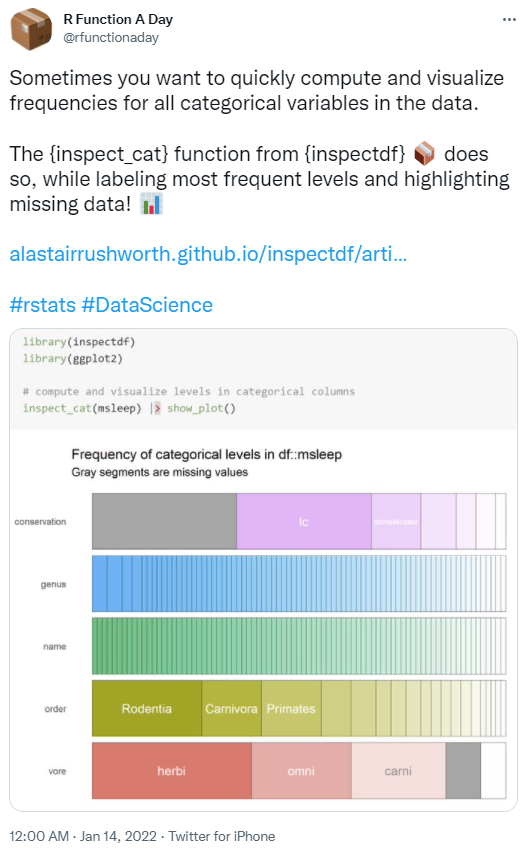 R Function A Day
@rfunctionaday
Sometimes you want to quickly compute and visualize
frequencies for all categorical variables in the data.
The {inspect_cat} function from {inspectdf} does
so, while labeling most frequent levels and highlighting
missing data!
alastairrushworth.github.io/inspectdf/arti...
#rstats #DataScience
library(inspectdf)
library(ggplot2)
# compute and visualize levels in categorical columns
inspect_cat(msleep) |> show_plot()
Frequency of categorical levels in df::msleep
Gray segments are missing values
conservation
lc
domesticated
genus
name
order
Rodentia
Carnivora
Primates
vore
herbi
omni
carni
12:00 AM · Jan 14, 2022 · Twitter for iPhone